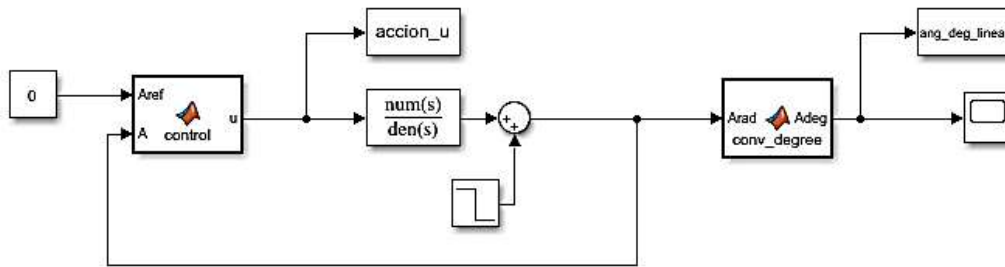 accion_u
ang_deg_linea
0
Aref
A
u
control
num(s)
den(s)
+
+
Arad
Adeg
conv_degree